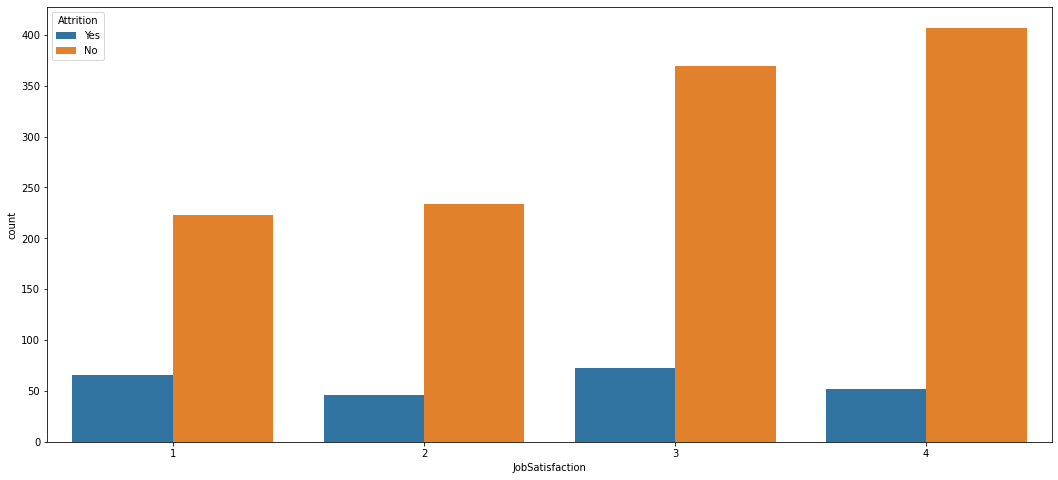 Attrition
Yes
No
400
350
300
250
200
150
100
50
0
count
1 2 3 4
JobSatisfaction